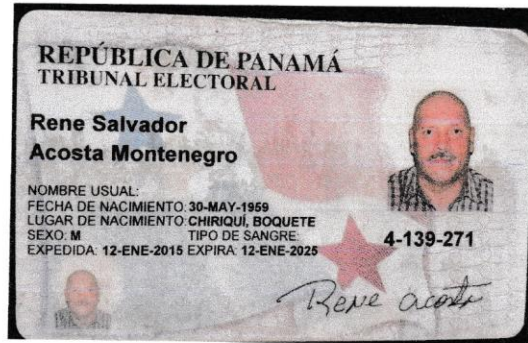 REPÚBLICA DE PANAMÁ
TRIBUNAL ELECTORAL
Rene Salvador
Acosta Montenegro
NOMBRE USUAL:
FECHA DE NACIMIENTO: 30-MAY-1959
LUGAR DE NACIMIENTO: CHIRIQUÍ, BOQUETE
SEXO: M TIPO DE SANGRE:
EXPEDIDA: 12-ENE-2015 EXPIRA: 12-ENE-2025
4-139-271
Rene acosta